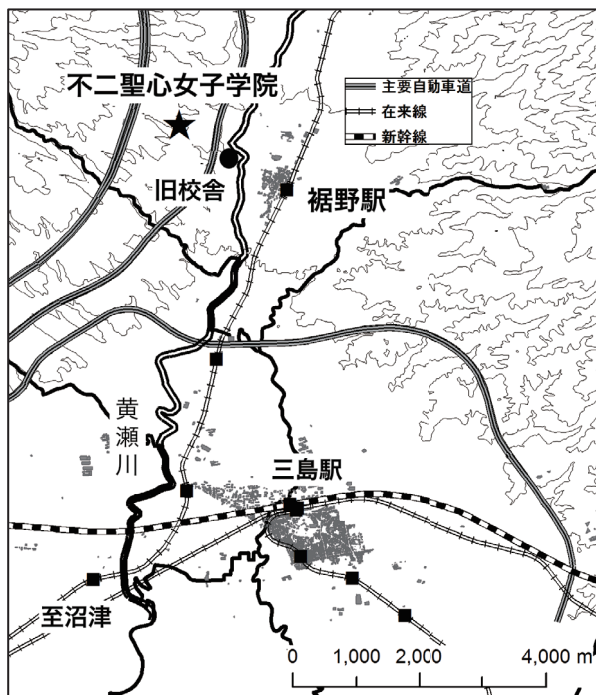 不二聖心女子学院
主要自動車道
在来線
新幹線
旧校舎
裾野駅
黄瀬川
三島駅
至沼津
0 1,000 2,000 4,000 m